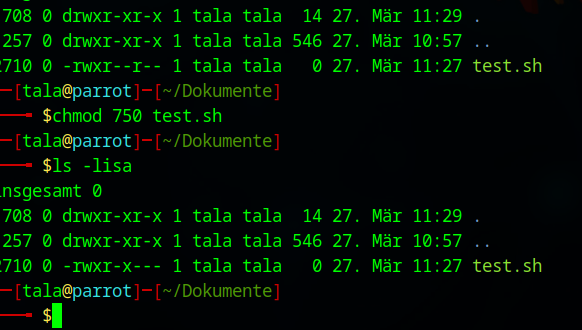 708 0 drwxr-xr-x 1 tala tala  14 27. Mär 11:29 .
257 0 drwxr-xr-x 1 tala tala 546 27. Mär 10:57 ..
2710 0 -rwxr--r-- 1 tala tala   0 27. Mär 11:27 test.sh
─[tala@parrot]─[~/Dokumente]
──╼ $chmod 750 test.sh
─[tala@parrot]─[~/Dokumente]
──╼ $ls -lisa
insgesamt 0
708 0 drwxr-xr-x 1 tala tala  14 27. Mär 11:29 .
257 0 drwxr-xr-x 1 tala tala 546 27. Mär 10:57 ..
2710 0 -rwxr-x--- 1 tala tala   0 27. Mär 11:27 test.sh
─[tala@parrot]─[~/Dokumente]
──╼ $